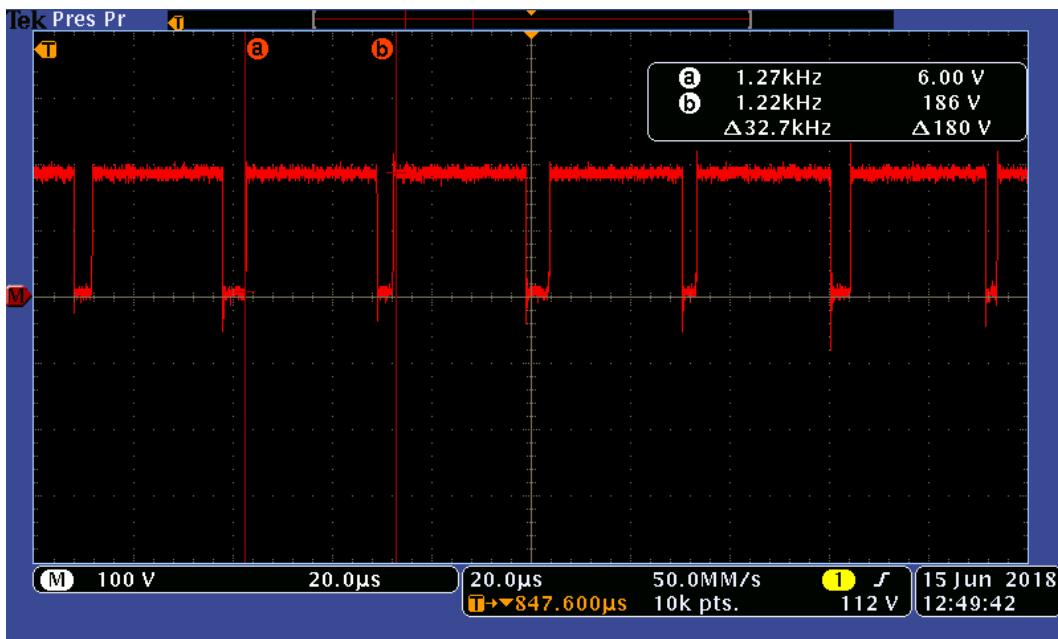 Tek Pres Pr T
T a b
a 1.27kHz 6.00 V
b 1.22kHz 186 V
Δ32.7kHz Δ180 V
M
M 100 V 20.0µs 20.0µs 50.0MM/s 1 15 Jun 2018
T→▼847.600µs 10k pts. 112 V 12:49:42